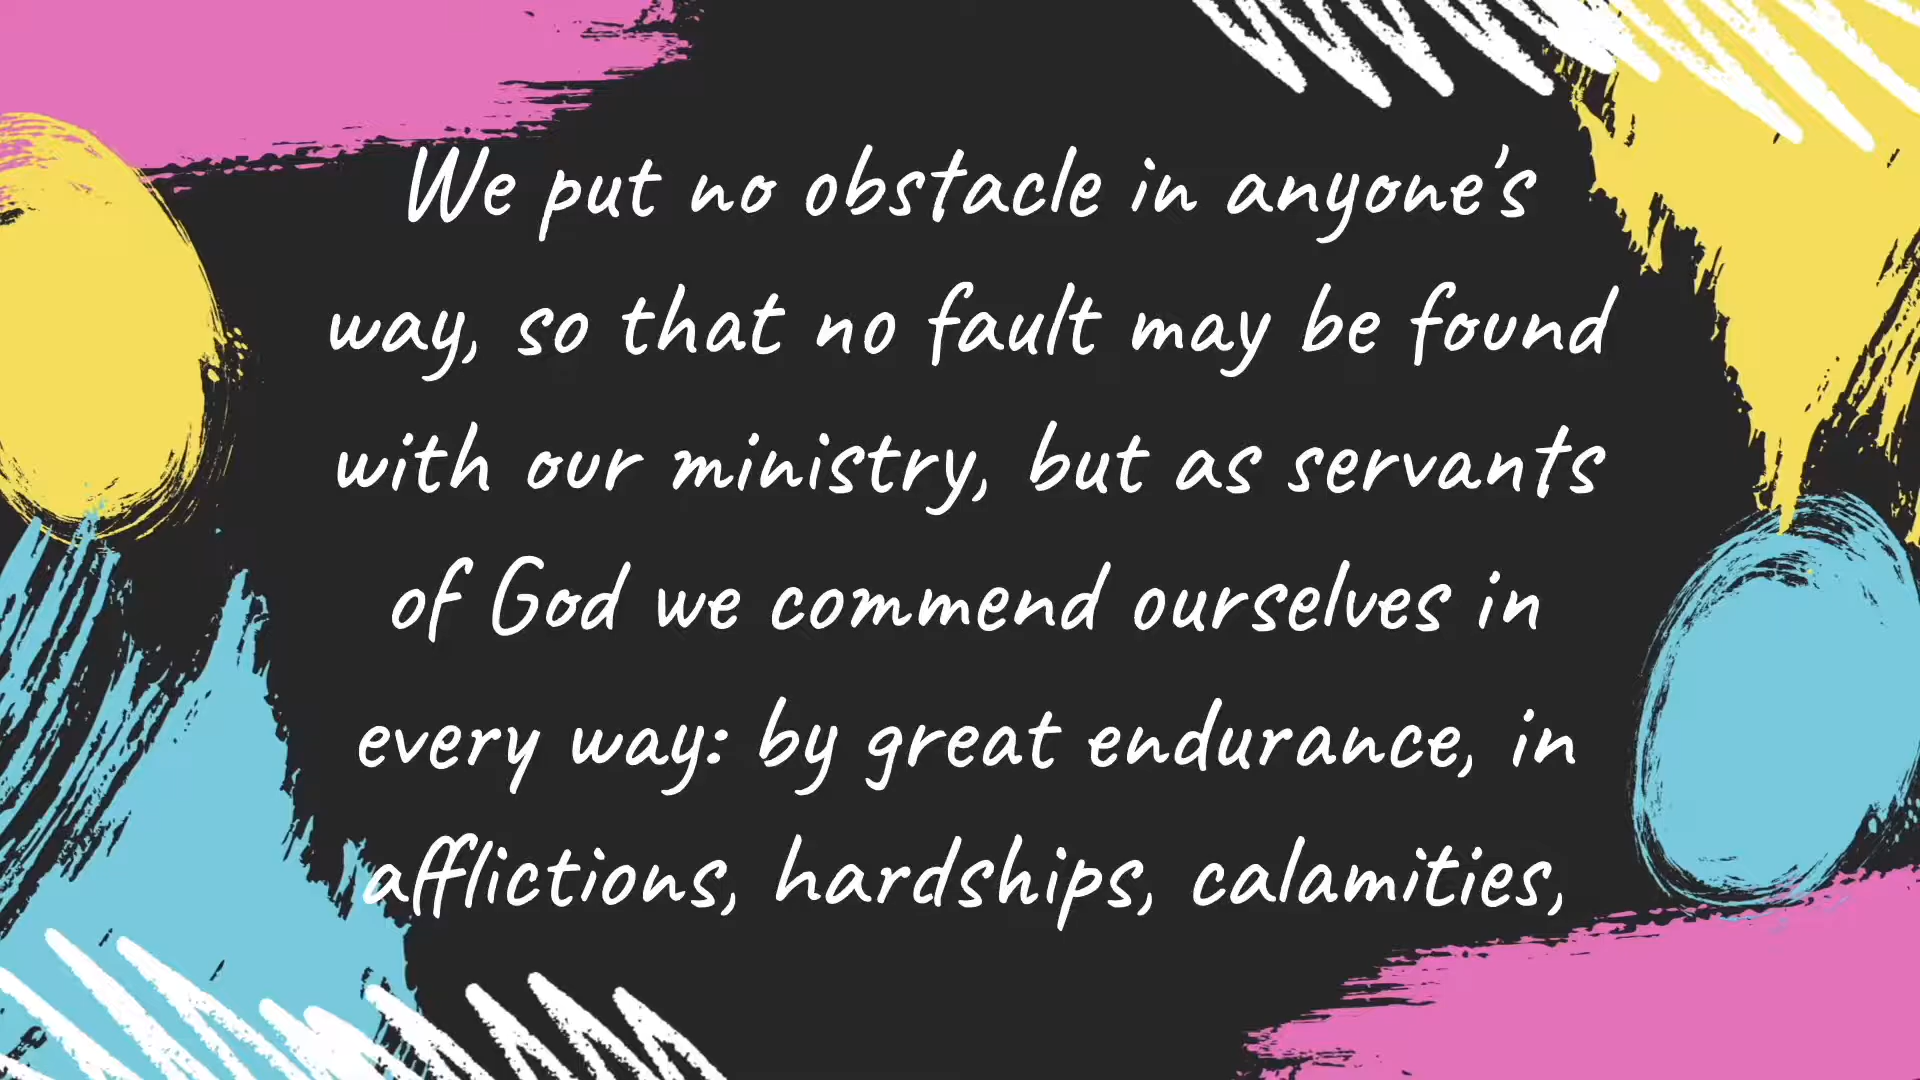 We put no obstacle in anyone's
way, so that no fault may be found
with our ministry, but as servants
of God we commend ourselves in
every way: by great endurance, in
afflictions, hardships, calamities,